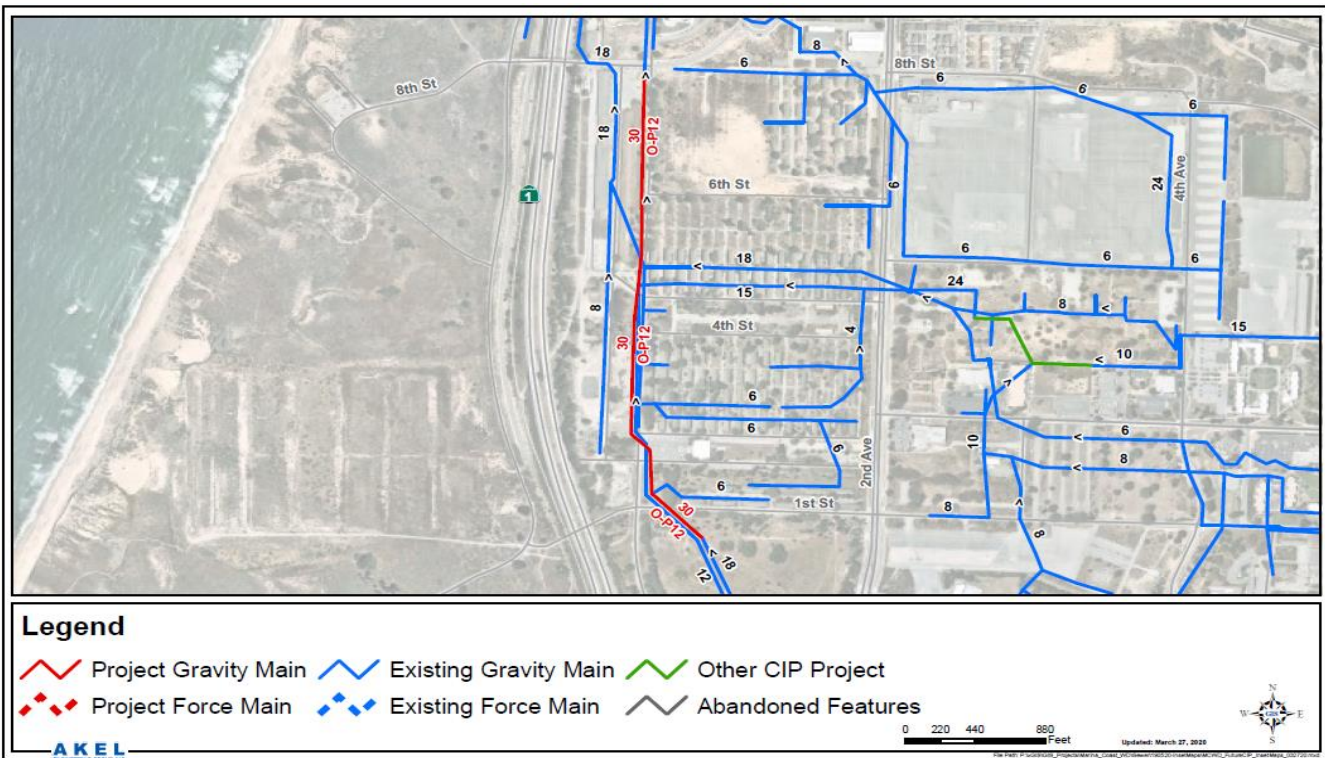 18
8
6
8th St
6
6
6
8th St
18
30
O-P12
6th St
6
24
4th Ave
1
18
6
6
6
24
15
8
8
30
O-P12
4th St
4
15
10
6
6
6
10
6
8
2nd Ave
6
1st St
8
30
O-P12
8
12
18
Legend
Project Gravity Main
Existing Gravity Main
Other CIP Project
Project Force Main
Existing Force Main
Abandoned Features
N
W
GIS
E
S
0 220 440 880
Feet
Updated: March 27, 2020
AKEL